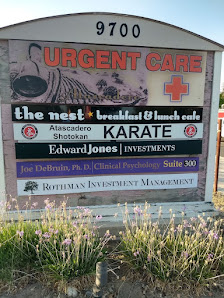 9700
URGENT CARE
the nest breakfast & lunch cafe
Atascadero
Shotokan
KARATE
Edward Jones | INVESTMENTS
Joe DeBruin, Ph. D. | Clinical Psychology Suite 300
ROTHMAN INVESTMENT MANAGEMENT